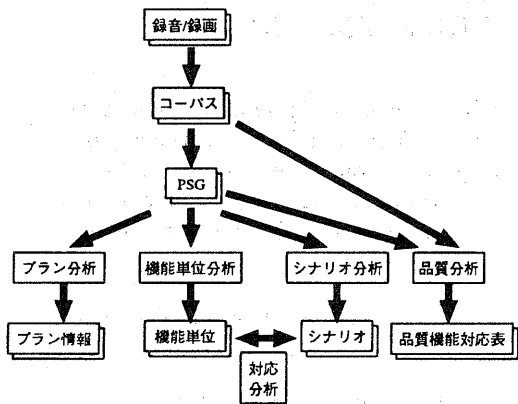 録音/録画
コーパス
PSG
プラン分析
機能単位分析
シナリオ分析
品質分析
プラン情報
機能単位
シナリオ
品質機能対応表
対応
分析